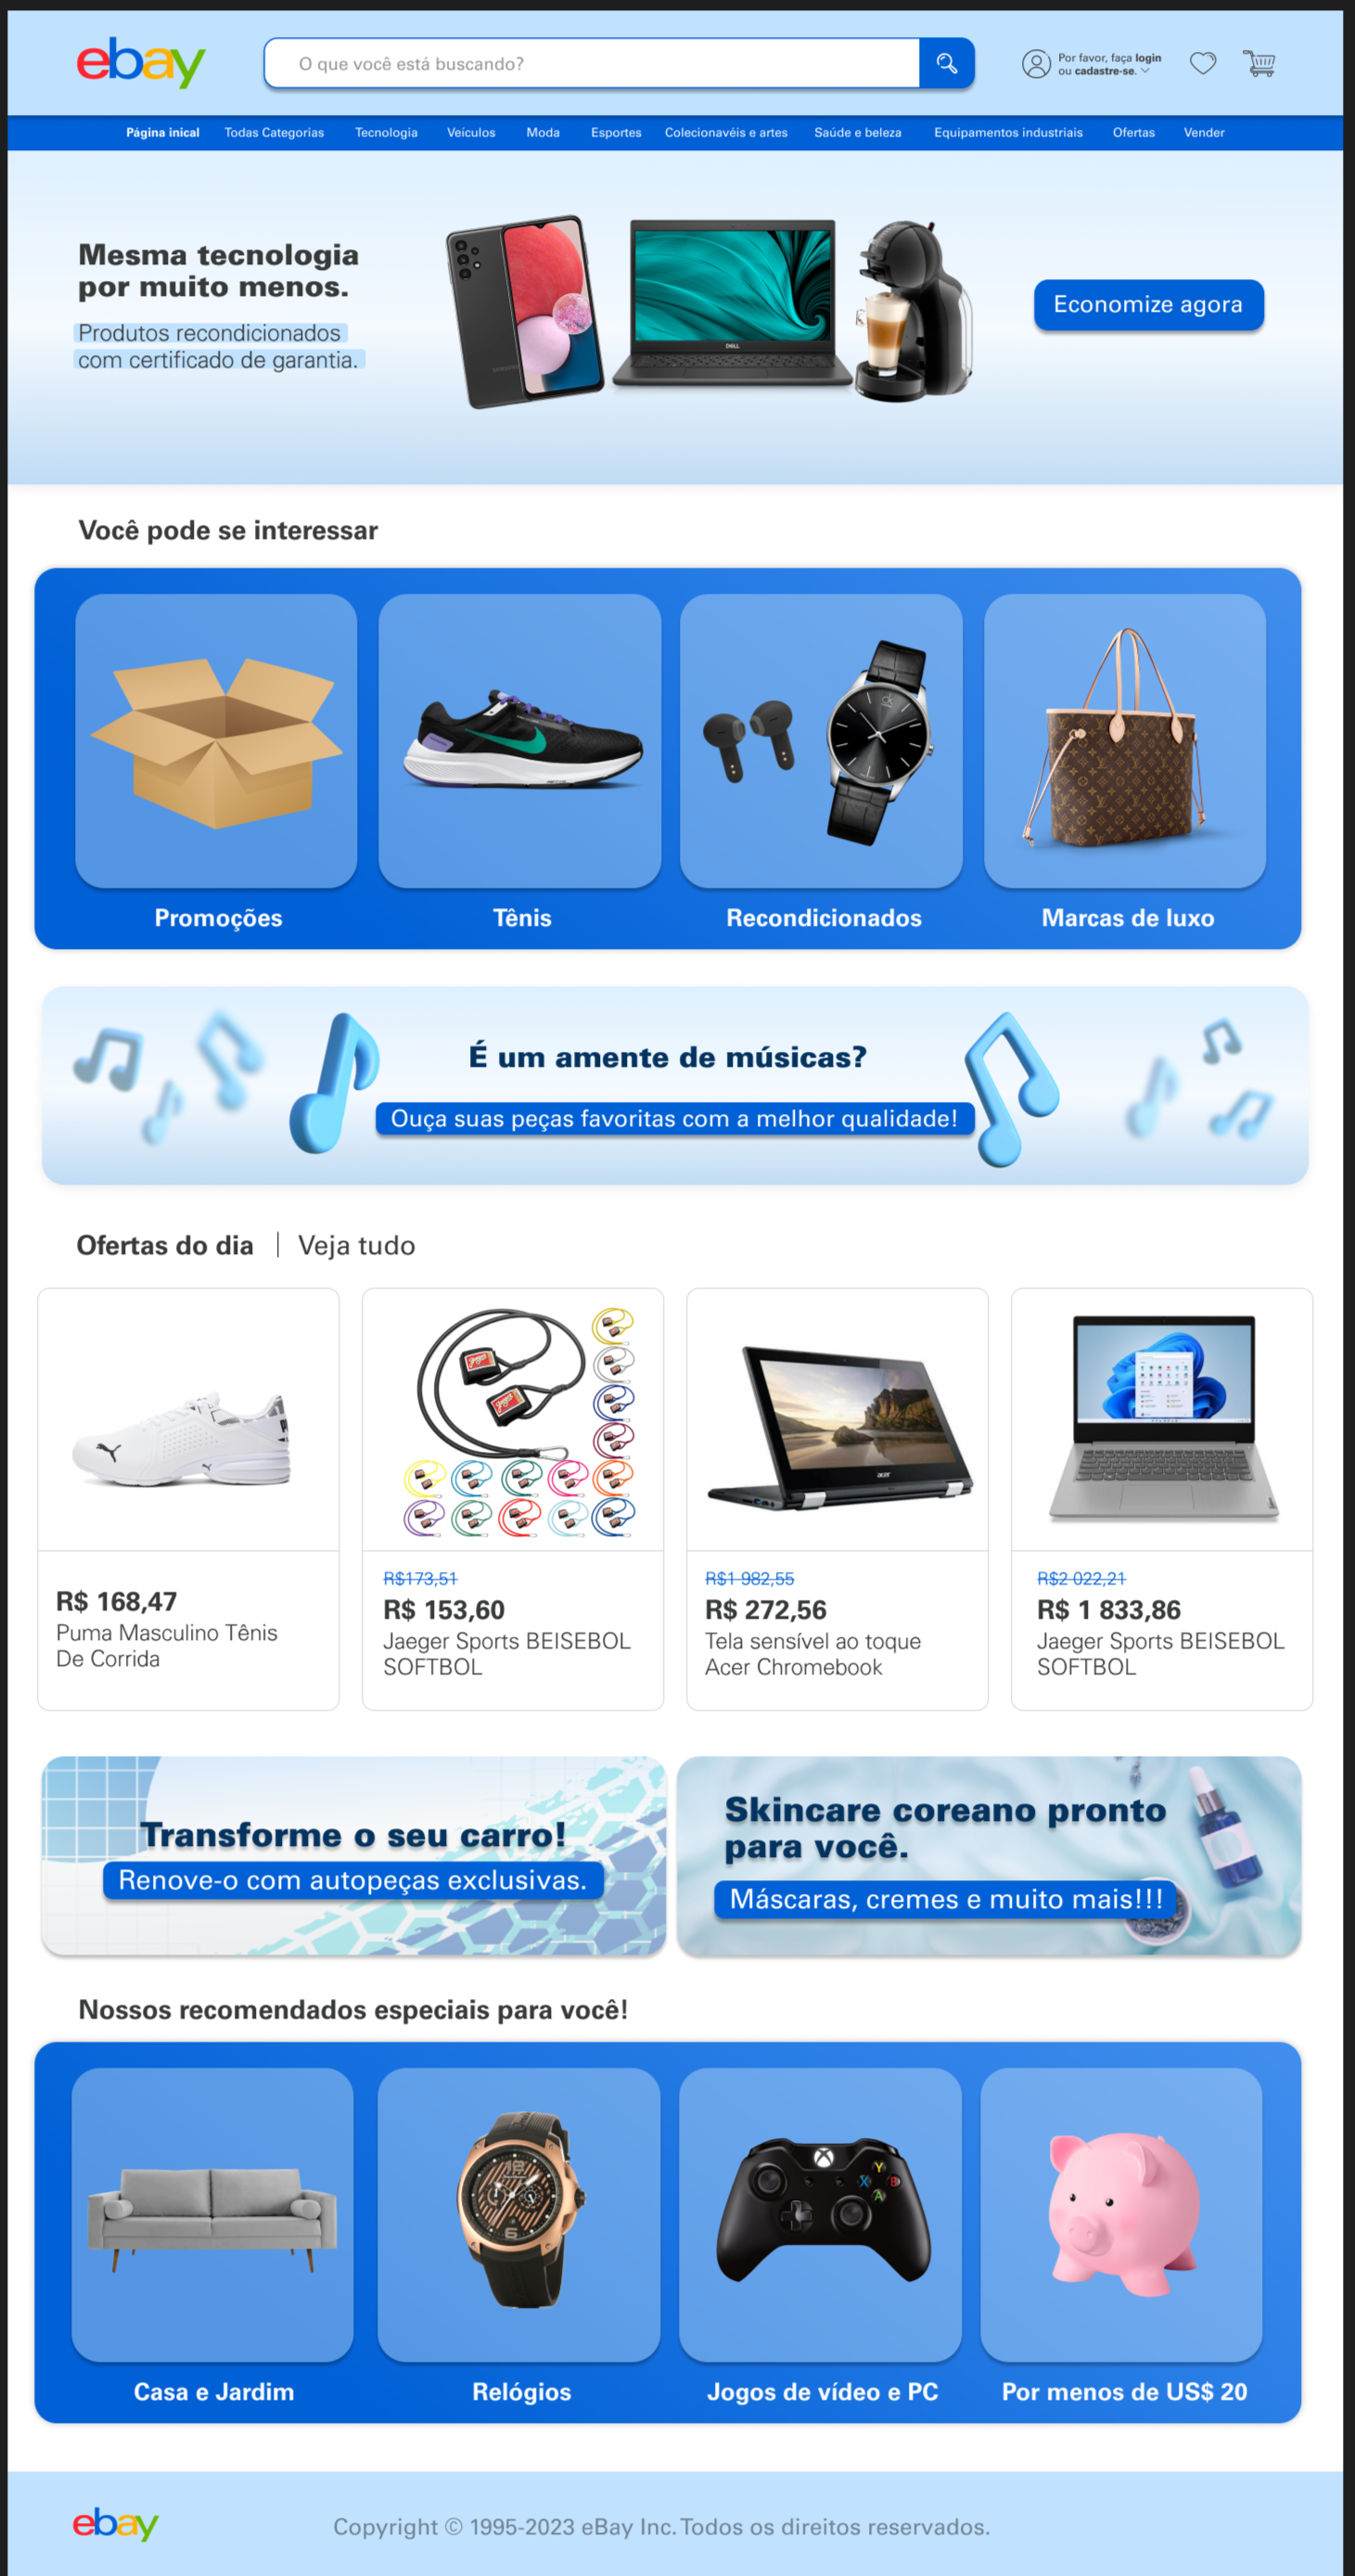 ebay
O que você está buscando?
Por favor, faça login
ou cadastre-se.
Página inical Todas Categorias Tecnologia Veículos Moda Esportes Colecionavéis e artes Saúde e beleza Equipamentos industriais Ofertas Vender
Mesma tecnologia
por muito menos.
Produtos recondicionados
com certificado de garantia.
SAMSUNG
DELL
Economize agora
Você pode se interessar
Promoções
Tênis
Recondicionados
Marcas de luxo
É um amente de músicas?
Ouça suas peças favoritas com a melhor qualidade!
Ofertas do dia | Veja tudo
acer
R$ 168,47
Puma Masculino Tênis
De Corrida
R$173,51
R$ 153,60
Jaeger Sports BEISEBOL
SOFTBOL
R$1 982,55
R$ 272,56
Tela sensível ao toque
Acer Chromebook
R$2 022,21
R$ 1 833,86
Jaeger Sports BEISEBOL
SOFTBOL
Transforme o seu carro!
Renove-o com autopeças exclusivas.
Skincare coreano pronto
para você.
Máscaras, cremes e muito mais!!!
Nossos recomendados especiais para você!
12
6
Y
X
B
A
Casa e Jardim
Relógios
Jogos de vídeo e PC
Por menos de US$ 20
ebay
Copyright © 1995-2023 eBay Inc. Todos os direitos reservados.